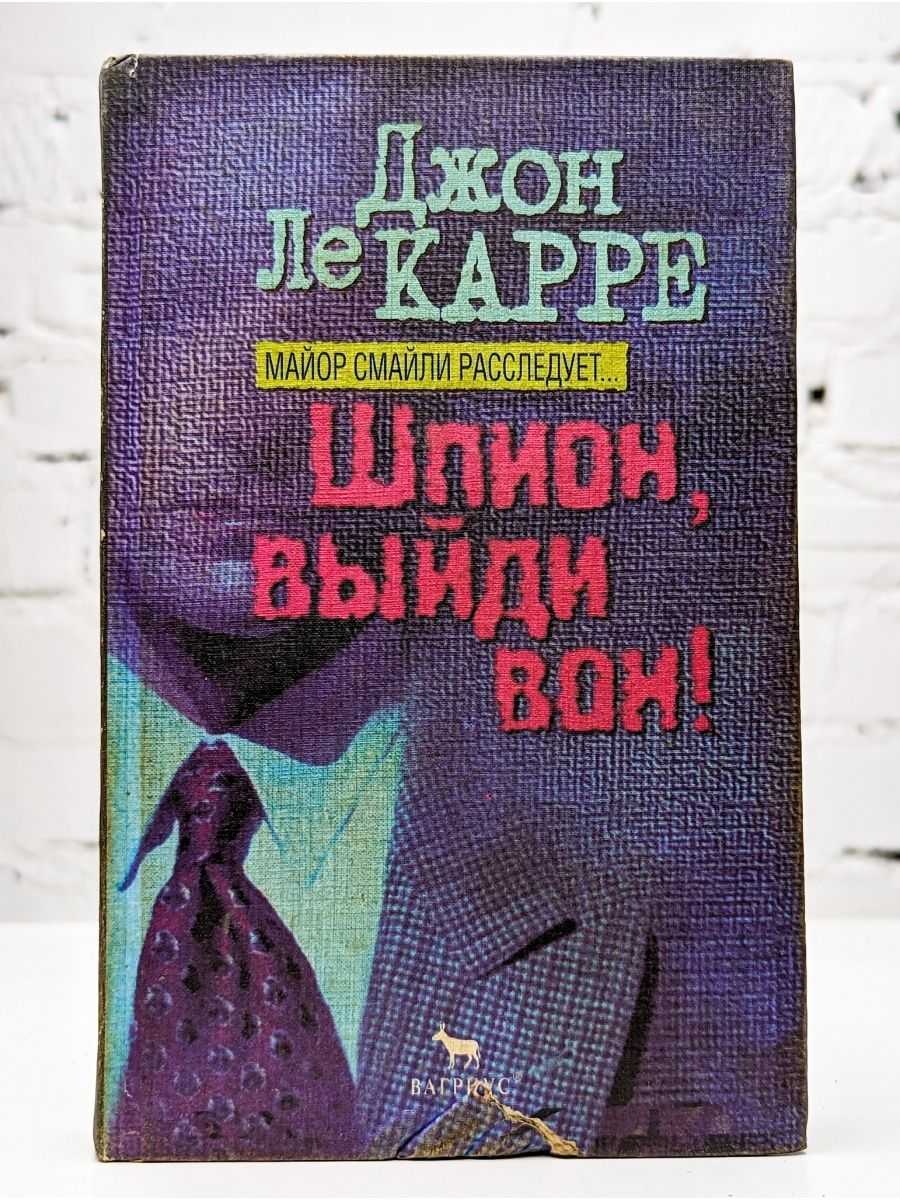 Джон
Ле КАРРЕ
МАЙОР СМАЙЛИ РАССЛЕДУЕТ...
Шпион,
выйди
вон!
ВАГРИУС